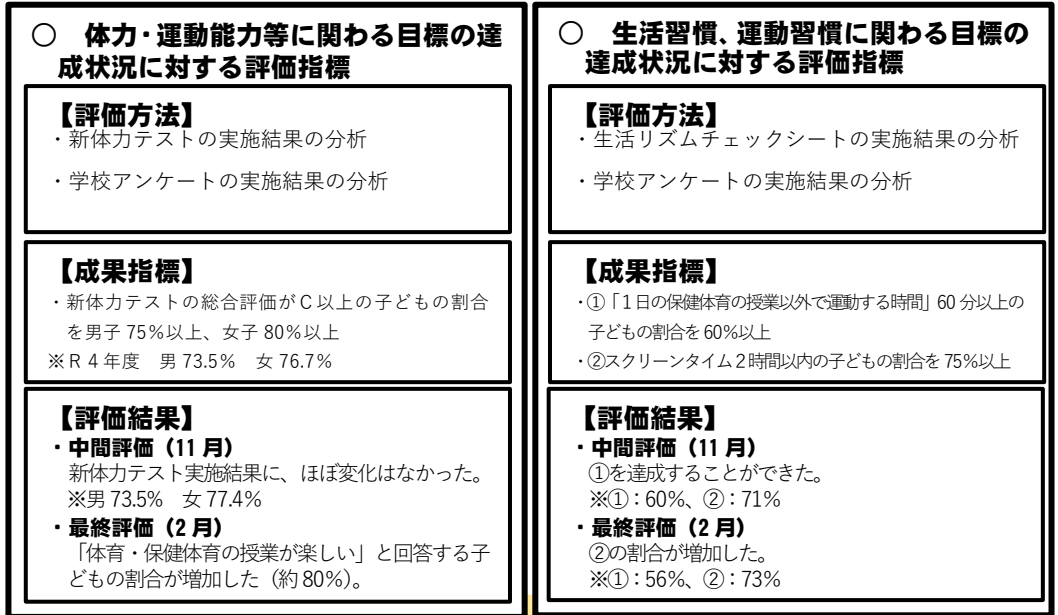 ○　体力・運動能力等に関わる目標の達
成状況に対する評価指標
【評価方法】
・新体力テストの実施結果の分析
・学校アンケートの実施結果の分析
【成果指標】
・新体力テストの総合評価がC以上の子どもの割合
を男子75％以上、女子80％以上
※R４年度　男73.5％　女76.7％
【評価結果】
・中間評価（11月）
新体力テスト実施結果に、ほぼ変化はなかった。
※男73.5％　女77.4％
・最終評価（2月）
「体育・保健体育の授業が楽しい」と回答する子
どもの割合が増加した（約80％）。
○　生活習慣、運動習慣に関わる目標の
達成状況に対する評価指標
【評価方法】
・生活リズムチェックシートの実施結果の分析
・学校アンケートの実施結果の分析
【成果指標】
・①「１日の保健体育の授業以外で運動する時間」60分以上の
子どもの割合を60％以上
・②スクリーンタイム２時間以内の子どもの割合を75％以上
【評価結果】
・中間評価（11月）
①を達成することができた。
※①：60％、②：71％
・最終評価（2月）
②の割合が増加した。
※①：56％、②：73％